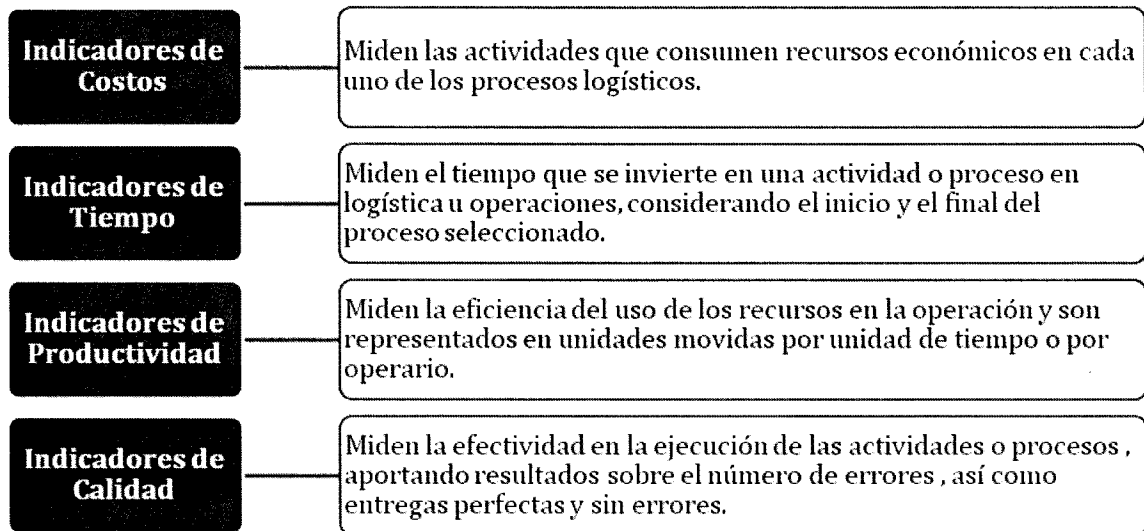 Indicadores de
Costos
Miden las actividades que consumen recursos económicos en cada
uno de los procesos logísticos.
Indicadores de
Tiempo
Miden el tiempo que se invierte en una actividad o proceso en
logística u operaciones, considerando el inicio y el final del
proceso seleccionado.
Indicadores de
Productividad
Miden la eficiencia del uso de los recursos en la operación y son
representados en unidades movidas por unidad de tiempo o por
operario.
Indicadores de
Calidad
Miden la efectividad en la ejecución de las actividades o procesos ,
aportando resultados sobre el número de errores , así como
entregas perfectas y sin errores.